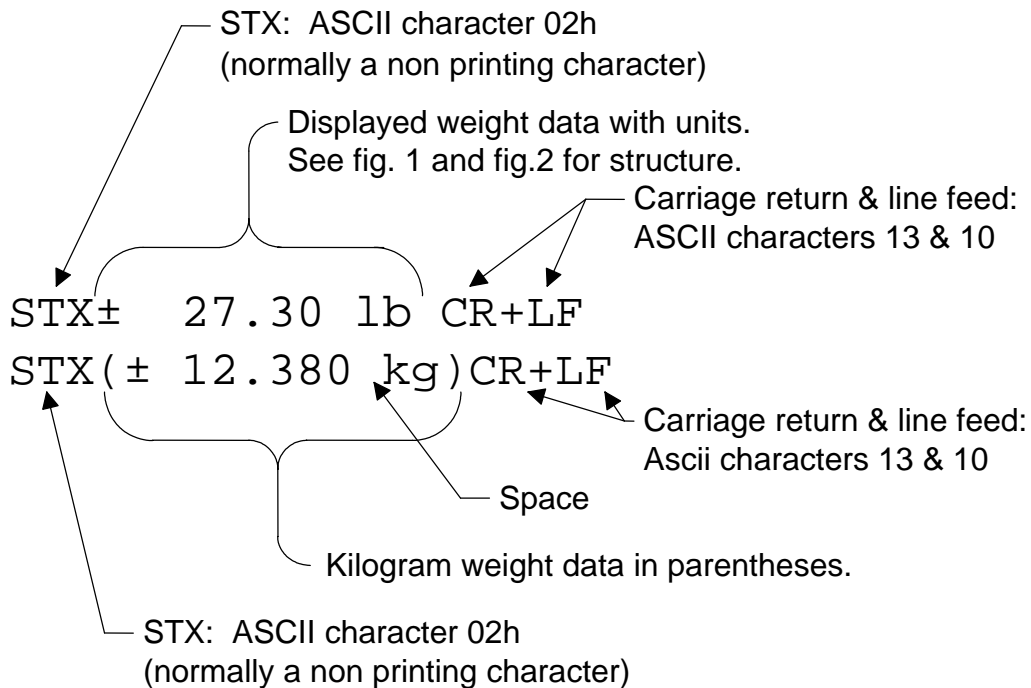 STX: ASCII character 02h
(normally a non printing character)
Displayed weight data with units.
See fig. 1 and fig.2 for structure.
Carriage return & line feed:
ASCII characters 13 & 10
STX±  27.30 lb CR+LF
STX(± 12.380 kg)CR+LF
Carriage return & line feed:
Ascii characters 13 & 10
Space
Kilogram weight data in parentheses.
STX: ASCII character 02h
(normally a non printing character)